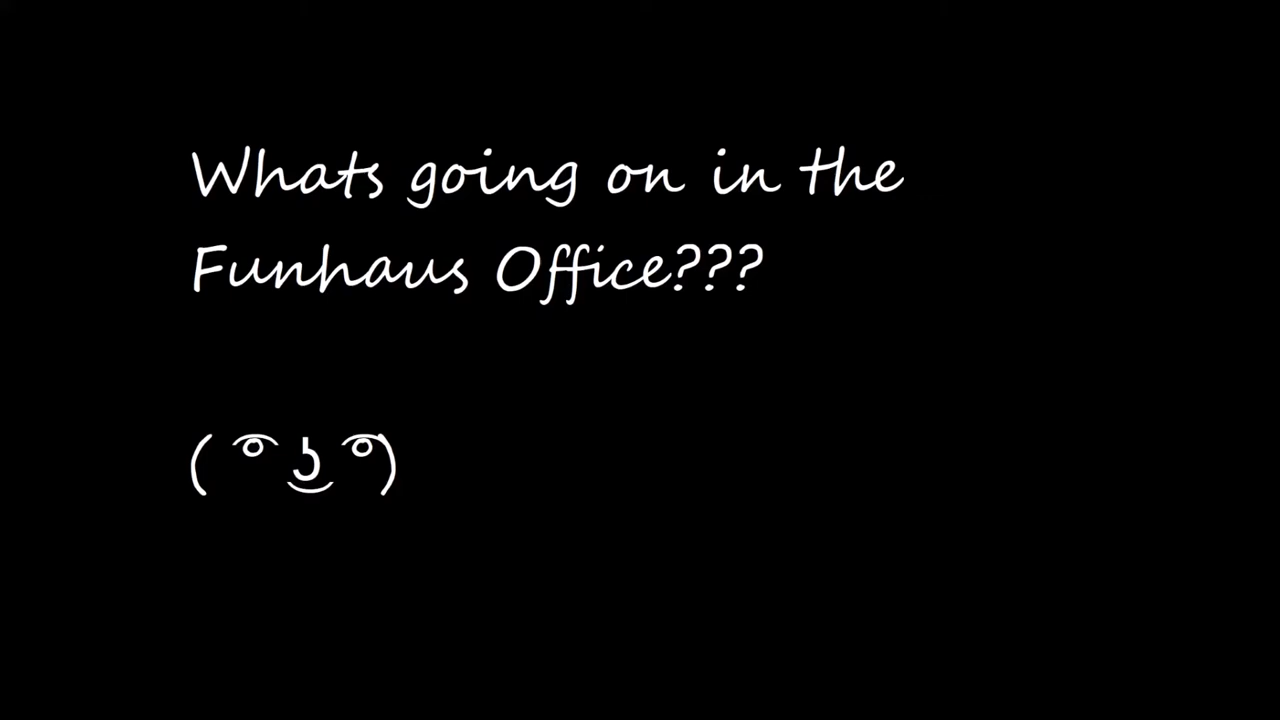 Whats going on in the
Funhaus Office???
( ͡° ͜ʖ ͡°)